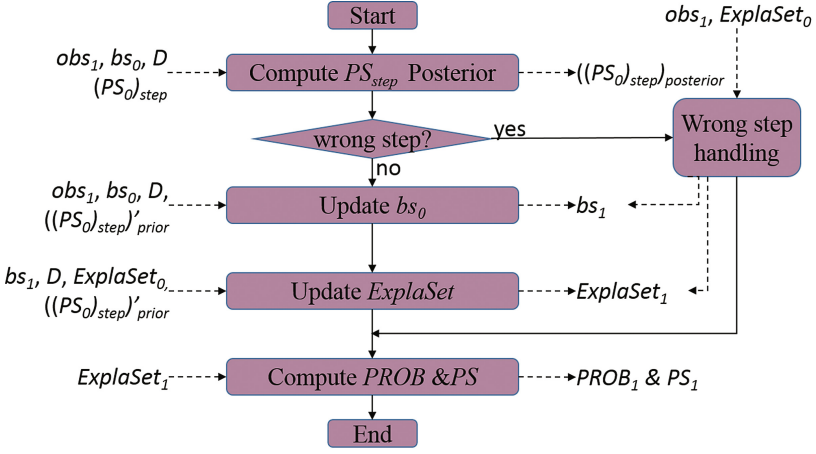 Start
obs₁, ExplaSet₀
obs₁, bs₀, D
(PS₀)step
Compute PSstep Posterior
((PS₀)step)posterior
wrong step?
yes
Wrong step
handling
no
obs₁, bs₀, D,
((PS₀)step)’prior
Update bs₀
bs₁
bs₁, D, ExplaSet₀,
((PS₀)step)’prior
Update ExplaSet
ExplaSet₁
ExplaSet₁
Compute PROB &PS
PROB₁ & PS₁
End